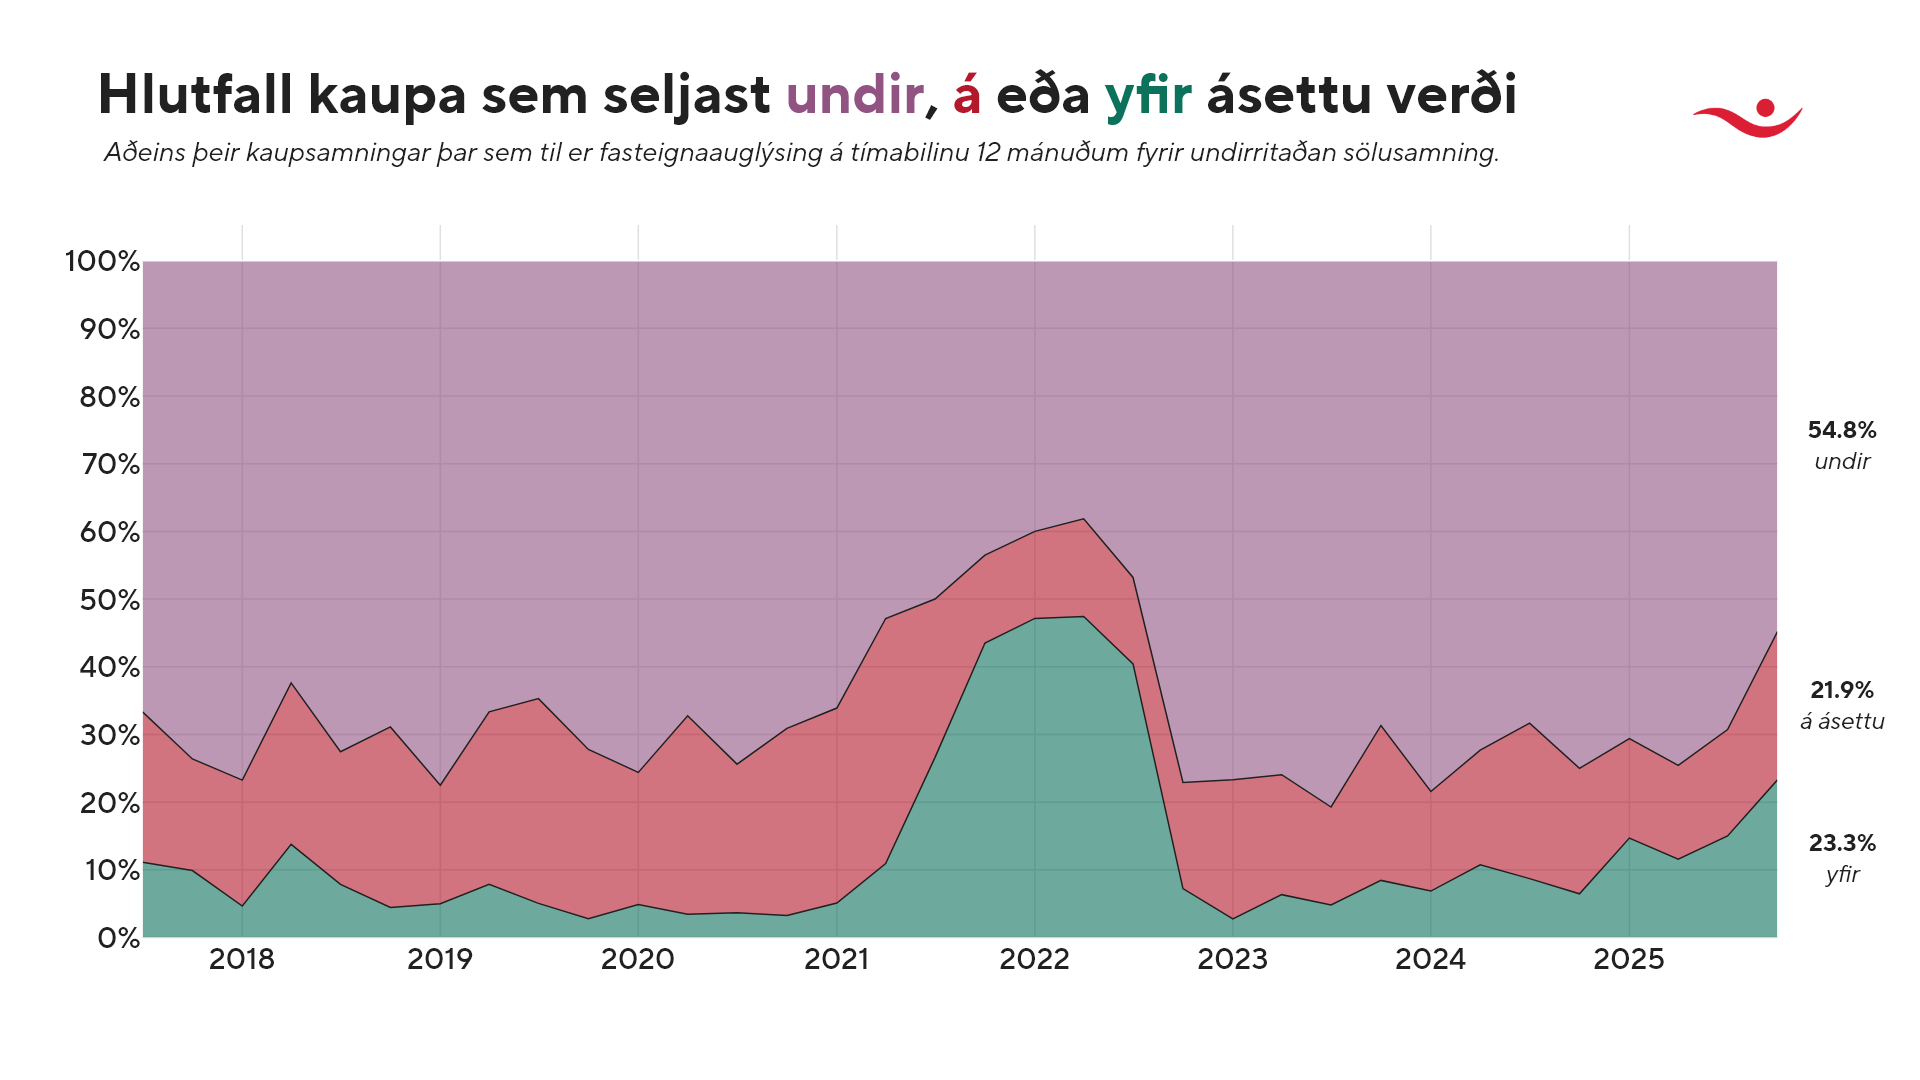 Hlutfall kaupa sem seljast undir, á eða yfir ásettu verði
Aðeins þeir kaupsamningar þar sem til er fasteignaauglýsing á tímabilinu 12 mánuðum fyrir undirritaðan sölusamning.
100%
90%
80%
70%
60%
50%
40%
30%
20%
10%
0%
54.8%
undir
21.9%
á ásettu
23.3%
yfir
2018 2019 2020 2021 2022 2023 2024 2025